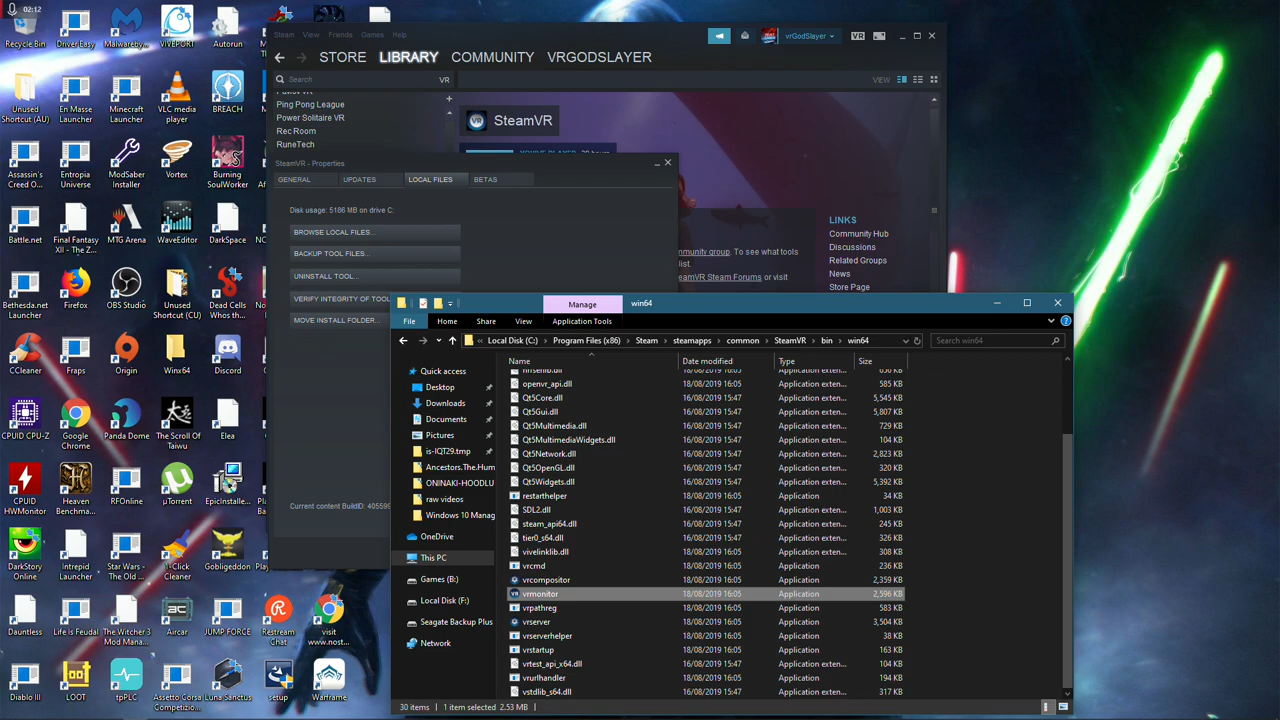 02:12
Recycle Bin
Driver Easy
Malwareby...
VIVEPORT
Autorun
Unused Shortcut (AU)
En Masse Launcher
Minecraft Launcher
VLC media player
BREACH
Assassin's Creed O...
Entropia Universe
ModSaber Installer
Vortex
Burning SoulWorker
Battle.net
Final Fantasy XII - The Z...
MTG Arena
WaveEditor
DarkSpace
Bethesda.net Launcher
Firefox
OBS Studio
Unused Shortcut (CU)
Dead Cells Who's th...
CCleaner
Fraps
Origin
Winx64
Discord
CPUID CPU-Z
Google Chrome
Panda Dome
The Scroll Of Taiwu
Elea
CPUID HWMonitor
Heaven Benchma...
RFOnline
µTorrent
EpicInstalle...
DarkStory Online
Intrepid Launcher
Star Wars - The Old ...
1-Click Cleaner
Gobligeddon
Dauntless
Life is Feudal
The Witcher 3 Mod Mana...
Aircar
JUMP FORCE
Restream Chat
visit www.nost...
Diablo III
LOOT
tpPLC
Assetto Corsa Competizio...
Luna Sanctus
setup
Warframe
Steam View Friends Games Help
vrGodSlayer
VR
STORE LIBRARY COMMUNITY VRGODSLAYER
Search
VR
VIEW
Ping Pong League
Power Solitaire VR
Rec Room
RuneTech
SteamVR
SteamVR - Properties
GENERAL UPDATES LOCAL FILES BETAS
Disk usage: 5186 MB on drive C:
BROWSE LOCAL FILES...
BACKUP TOOL FILES...
UNINSTALL TOOL...
VERIFY INTEGRITY OF TOOL
MOVE INSTALL FOLDER...
Current content BuildID: 405599
mmunity group. To see what tools
list.
eamVR Steam Forums or visit
LINKS
Community Hub
Discussions
Related Groups
News
Store Page
Manage win64
File Home Share View Application Tools
« Local Disk (C:) › Program Files (x86) › Steam › steamapps › common › SteamVR › bin › win64
Search win64
Quick access
Desktop
Downloads
Documents
Pictures
is-IQT29.tmp
Ancestors.The.Hum
ONINAKI-HOODLU
raw videos
Windows 10 Manag
OneDrive
This PC
Games (B:)
Local Disk (F:)
Seagate Backup Plus
Network
Name Date modified Type Size
openvr_api.dll 18/08/2019 16:05 Application exten... 585 KB
Qt5Core.dll 16/08/2019 15:47 Application exten... 5,545 KB
Qt5Gui.dll 16/08/2019 15:47 Application exten... 5,807 KB
Qt5Multimedia.dll 16/08/2019 15:47 Application exten... 729 KB
Qt5MultimediaWidgets.dll 16/08/2019 15:47 Application exten... 104 KB
Qt5Network.dll 16/08/2019 15:47 Application exten... 2,823 KB
Qt5OpenGL.dll 16/08/2019 15:47 Application exten... 320 KB
Qt5Widgets.dll 16/08/2019 15:47 Application exten... 5,392 KB
restarthelper 18/08/2019 16:05 Application 34 KB
SDL2.dll 18/08/2019 16:05 Application exten... 1,003 KB
steam_api64.dll 16/08/2019 15:47 Application exten... 245 KB
tier0_s64.dll 16/08/2019 15:47 Application exten... 326 KB
vivelinklib.dll 16/08/2019 15:47 Application exten... 308 KB
vrcmd 18/08/2019 16:05 Application 236 KB
vrcompositor 18/08/2019 16:05 Application 2,359 KB
vrmonitor 18/08/2019 16:05 Application 2,596 KB
vrpathreg 18/08/2019 16:05 Application 583 KB
vrserver 18/08/2019 16:05 Application 3,504 KB
vrserverhelper 18/08/2019 16:05 Application 38 KB
vrstartup 18/08/2019 16:05 Application 163 KB
vrtest_api_x64.dll 16/08/2019 15:47 Application exten... 104 KB
vrurlhandler 18/08/2019 16:05 Application 194 KB
vstdlib_s64.dll 16/08/2019 15:47 Application exten... 317 KB
30 items 1 item selected 2.53 MB